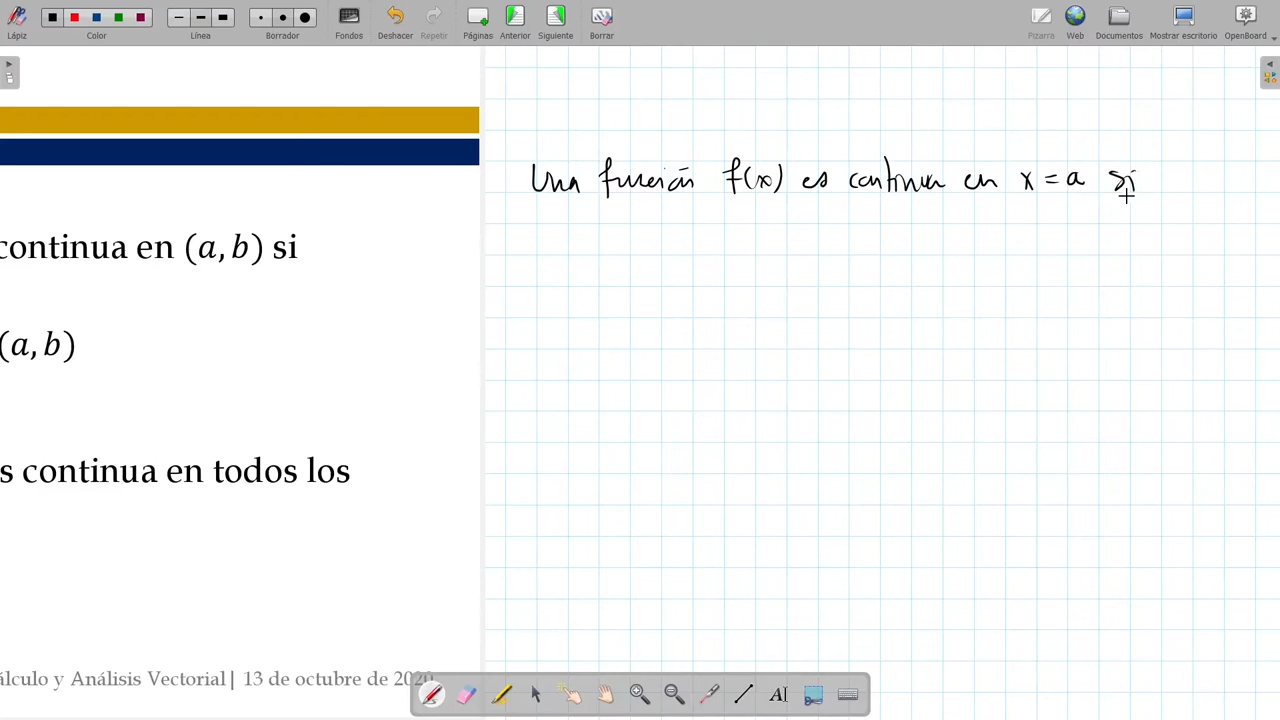 Lápiz Color Línea Borrador Fondos Deshacer Repetir Páginas Anterior Siguiente Borrar Pizarra Web Documentos Mostrar escritorio OpenBoard
Una función f(x) es continua en x = a si
continua en (a, b) si
(a, b)
s continua en todos los
álculo y Análisis Vectorial| 13 de octubre de 2020
AI